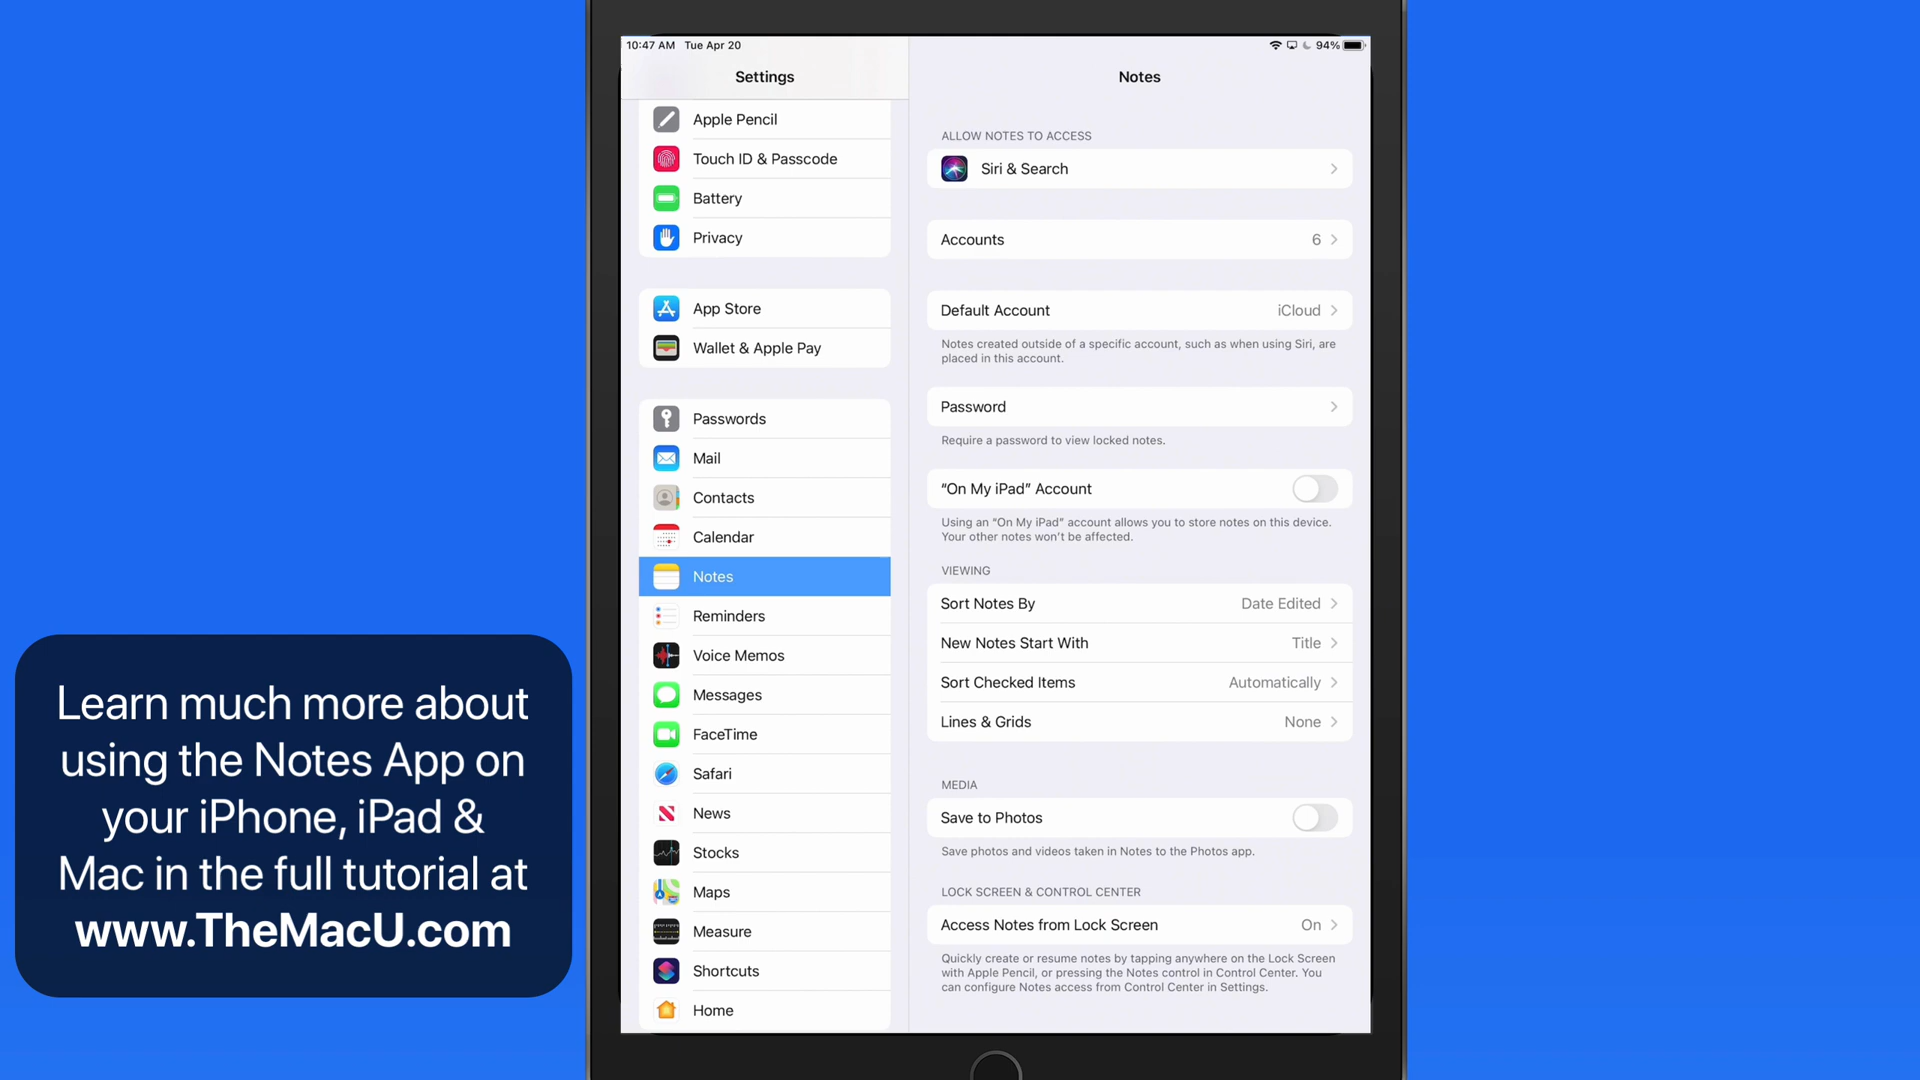 10:47 AM Tue Apr 20
94%
Settings
Apple Pencil
Touch ID & Passcode
Battery
Privacy
App Store
Wallet & Apple Pay
Passwords
Mail
Contacts
Calendar
Notes
Reminders
Voice Memos
Messages
FaceTime
Safari
News
Stocks
Maps
Measure
Shortcuts
Home
Notes
ALLOW NOTES TO ACCESS
Siri & Search
Accounts 6
Default Account iCloud
Notes created outside of a specific account, such as when using Siri, are
placed in this account.
Password
Require a password to view locked notes.
“On My iPad” Account
Using an “On My iPad” account allows you to store notes on this device.
Your other notes won’t be affected.
VIEWING
Sort Notes By Date Edited
New Notes Start With Title
Sort Checked Items Automatically
Lines & Grids None
MEDIA
Save to Photos
Save photos and videos taken in Notes to the Photos app.
LOCK SCREEN & CONTROL CENTER
Access Notes from Lock Screen On
Quickly create or resume notes by tapping anywhere on the Lock Screen
with Apple Pencil, or pressing the Notes control in Control Center. You
can configure Notes access from Control Center in Settings.
Learn much more about
using the Notes App on
your iPhone, iPad &
Mac in the full tutorial at
www.TheMacU.com